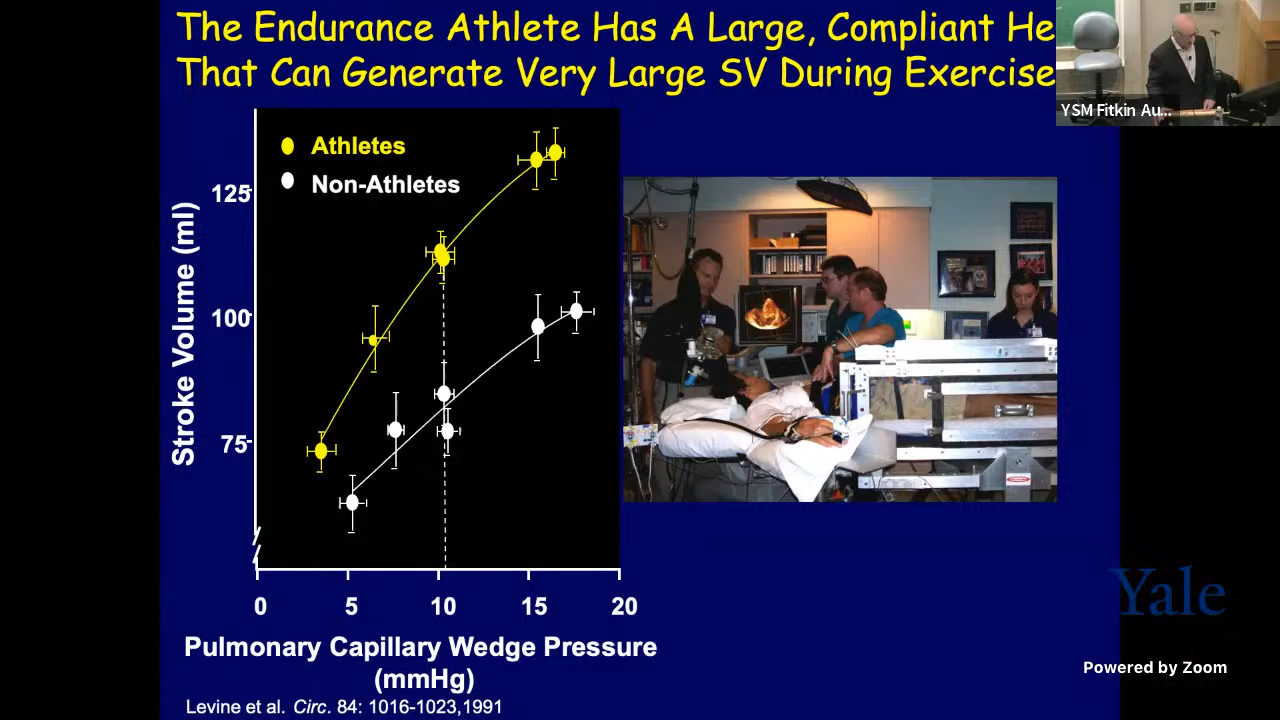 The Endurance Athlete Has A Large, Compliant He
That Can Generate Very Large SV During Exercise
YSM Fitkin Au...
Athletes
Non-Athletes
Stroke Volume (ml)
125
100
75
0 5 10 15 20
Pulmonary Capillary Wedge Pressure
(mmHg)
Levine et al. Circ. 84: 1016-1023,1991
Yale
Powered by Zoom